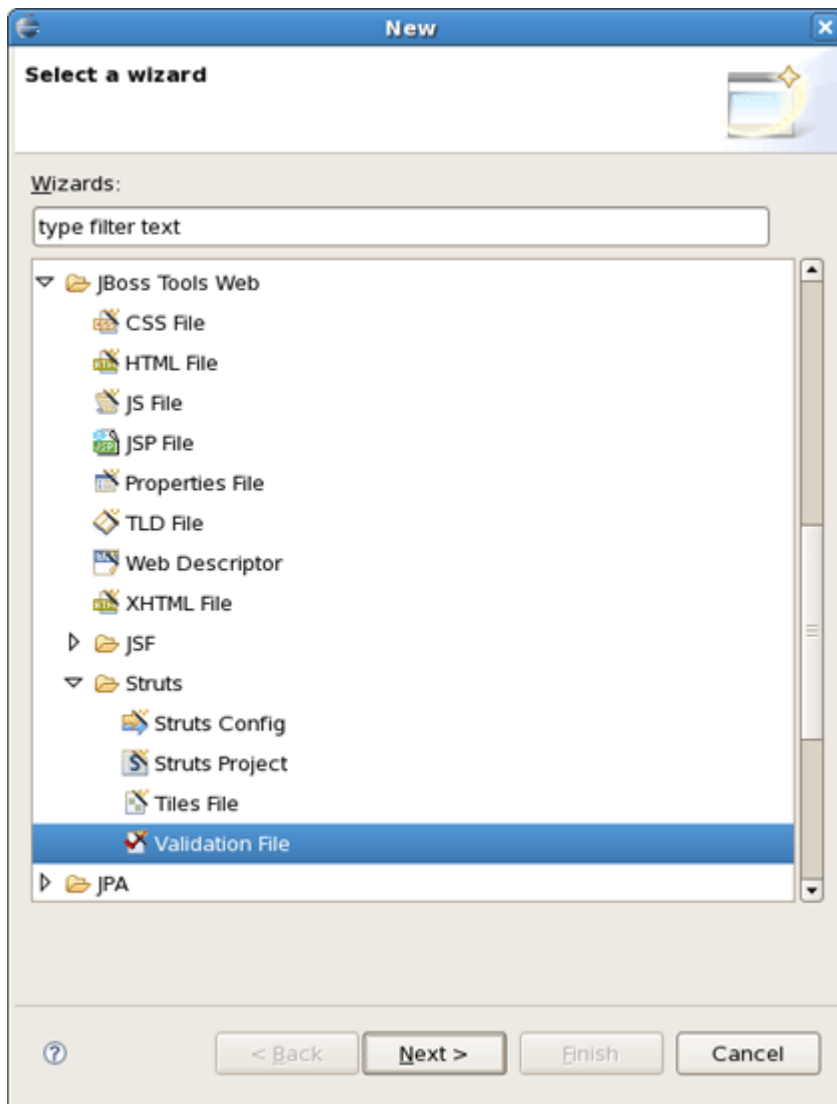 New
Select a wizard
Wizards:
type filter text
JBoss Tools Web
CSS File
HTML File
JS File
JSP File
Properties File
TLD File
Web Descriptor
XHTML File
JSF
Struts
Struts Config
Struts Project
Tiles File
Validation File
JPA
< Back Next > Finish Cancel